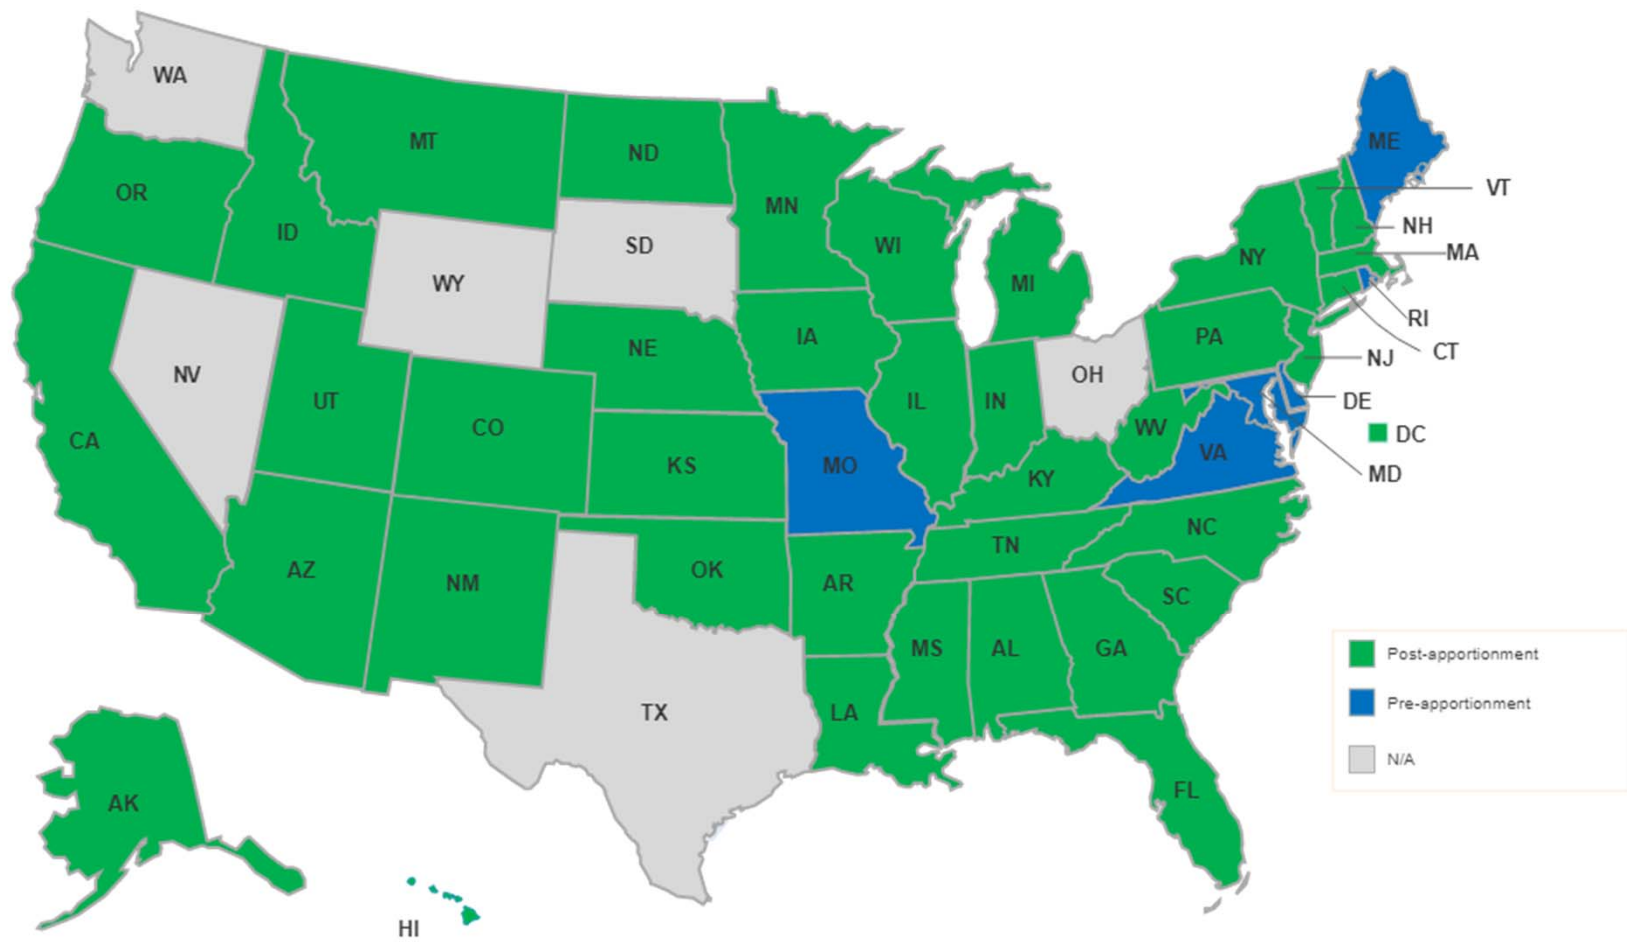 WA
MT
ND
ME
OR
VT
MN
ID
NH
WI
SD
MA
NY
WY
MI
RI
IA
PA
NE
CT
NJ
NV
OH
UT
IL
IN
DE
CO
WV
DC
CA
VA
KS
MO
MD
KY
NC
TN
AZ
OK
NM
AR
SC
MS
AL
GA
Post-apportionment
Pre-apportionment
TX
LA
N/A
FL
AK
HI